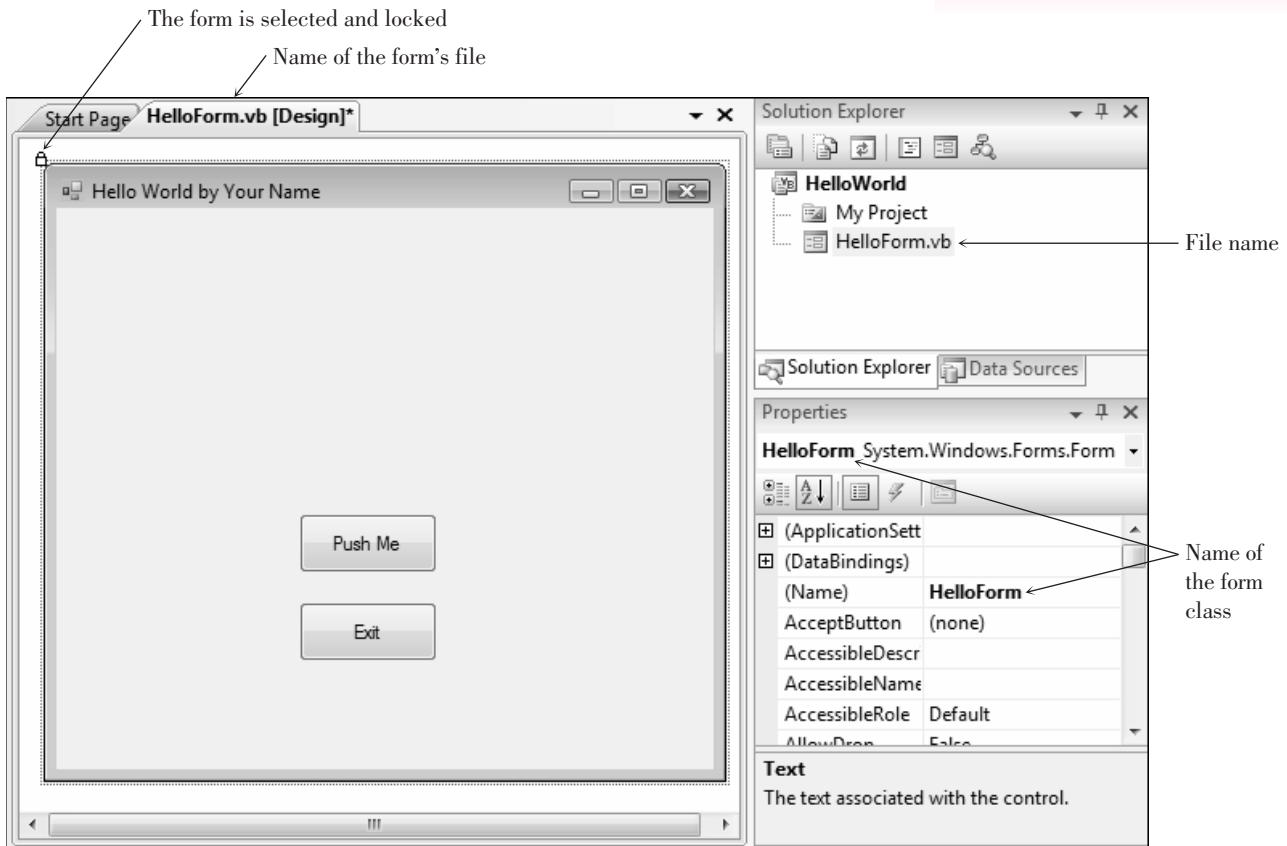 The form is selected and locked
Name of the form’s file
Start Page
HelloForm.vb [Design]*
Hello World by Your Name
Push Me
Exit
Solution Explorer
HelloWorld
My Project
HelloForm.vb
File name
Solution Explorer
Data Sources
Properties
HelloForm System.Windows.Forms.Form
(ApplicationSett
(DataBindings)
(Name) HelloForm
AcceptButton (none)
AccessibleDescr
AccessibleName
AccessibleRole Default
AllowDrop False
Name of
the form
class
Text
The text associated with the control.